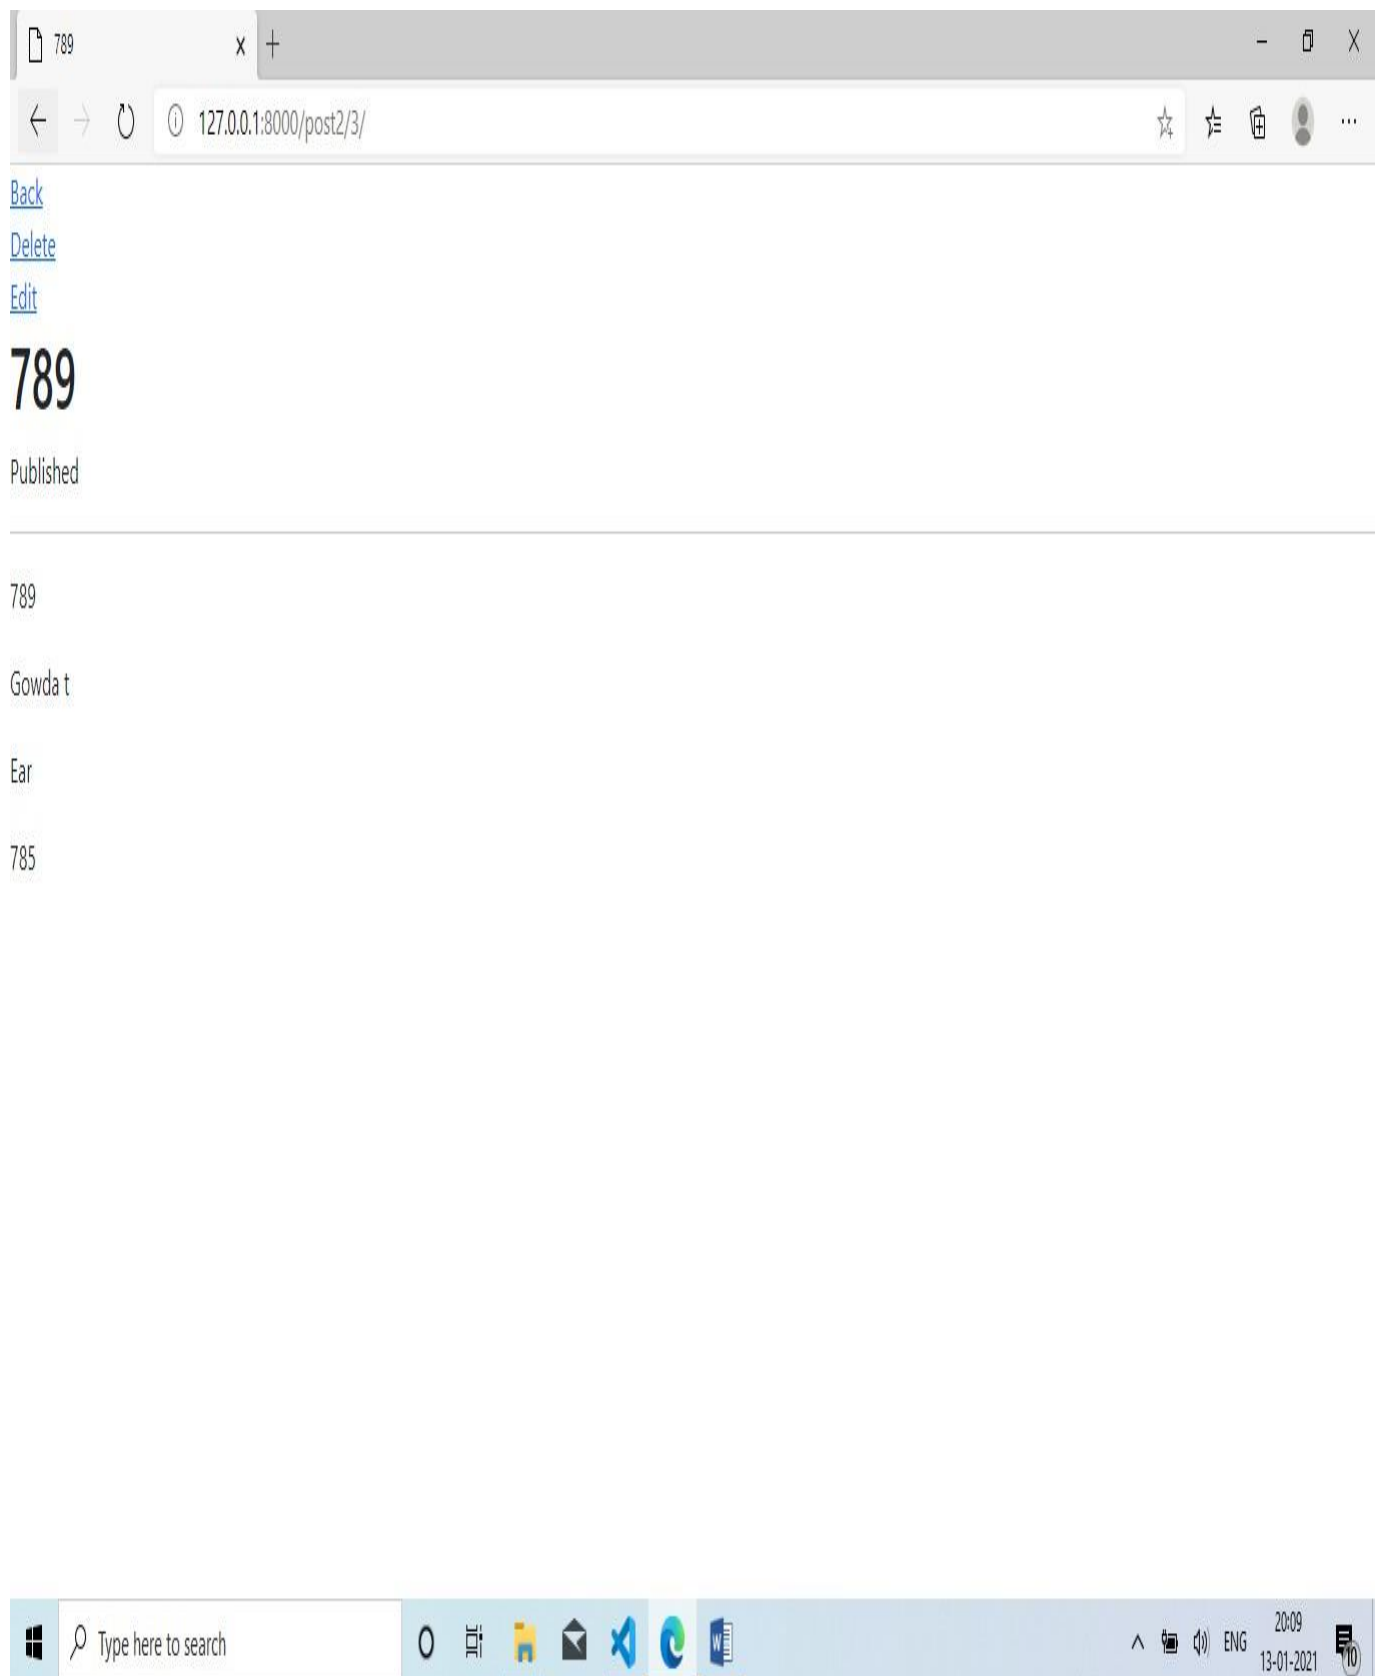 789
127.0.0.1:8000/post2/3/
Back
Delete
Edit
789
Published
789
Gowda t
Ear
785
Type here to search
ENG
20:09
13-01-2021
10